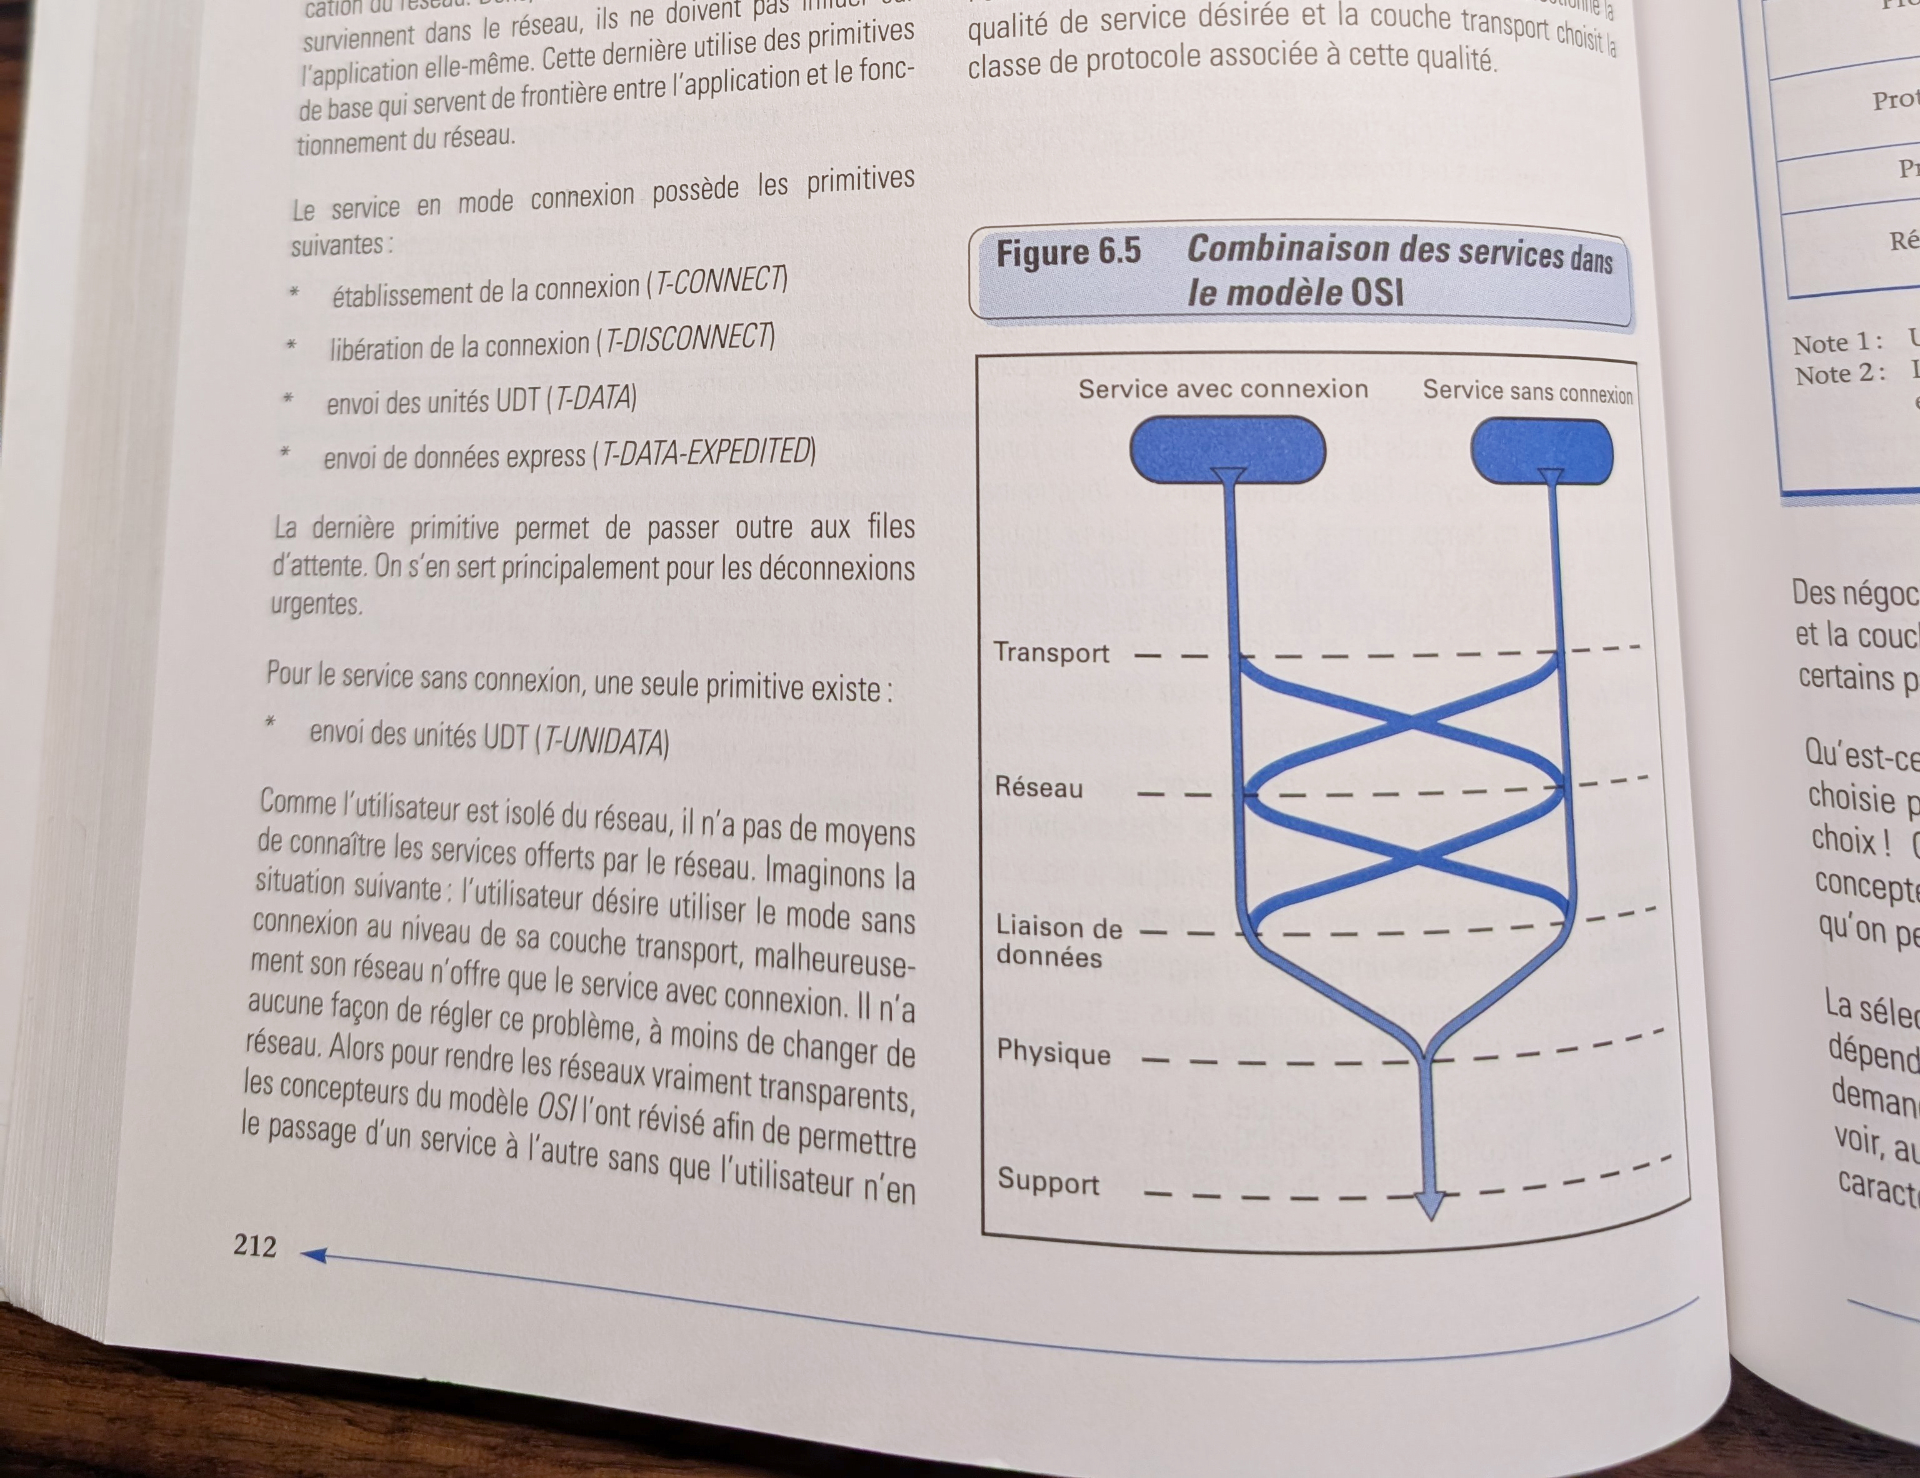 cation du réseau.
surviennent dans le réseau, ils ne doivent pas
l'application elle-même. Cette dernière utilise des primitives
de base qui servent de frontière entre l'application et le fonc-
tionnement du réseau.
Le service en mode connexion possède les primitives
suivantes :
* établissement de la connexion (T-CONNECT)
* libération de la connexion (T-DISCONNECT)
* envoi des unités UDT (T-DATA)
* envoi de données express (T-DATA-EXPEDITED)
La dernière primitive permet de passer outre aux files
d'attente. On s'en sert principalement pour les déconnexions
urgentes.
Pour le service sans connexion, une seule primitive existe :
* envoi des unités UDT (T-UNIDATA)
Comme l'utilisateur est isolé du réseau, il n'a pas de moyens
de connaître les services offerts par le réseau. Imaginons la
situation suivante : l'utilisateur désire utiliser le mode sans
connexion au niveau de sa couche transport, malheureuse-
ment son réseau n'offre que le service avec connexion. Il n'a
aucune façon de régler ce problème, à moins de changer de
réseau. Alors pour rendre les réseaux vraiment transparents,
les concepteurs du modèle OSI l'ont révisé afin de permettre
le passage d'un service à l'autre sans que l'utilisateur n'en
212
la
qualité de service désirée et la couche transport choisit la
classe de protocole associée à cette qualité.
Figure 6.5 Combinaison des services dans
le modèle OSI
Service avec connexion Service sans connexion
Transport
Réseau
Liaison de
données
Physique
Support
Prot
Pr
Ré
Note 1 :
Note 2 :
Des négoc
et la couc
certains p
Qu'est-ce
choisie p
choix !
concepte
qu'on pe
La sélec
dépend
deman
voir, au
caract